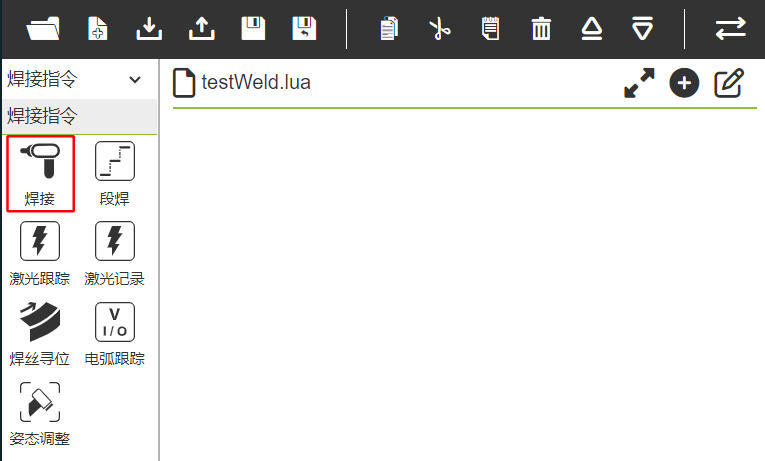 焊接指令
testWeld.lua
焊接指令
焊接
段焊
激光跟踪
激光记录
焊丝寻位
V
I/O
电弧跟踪
姿态调整